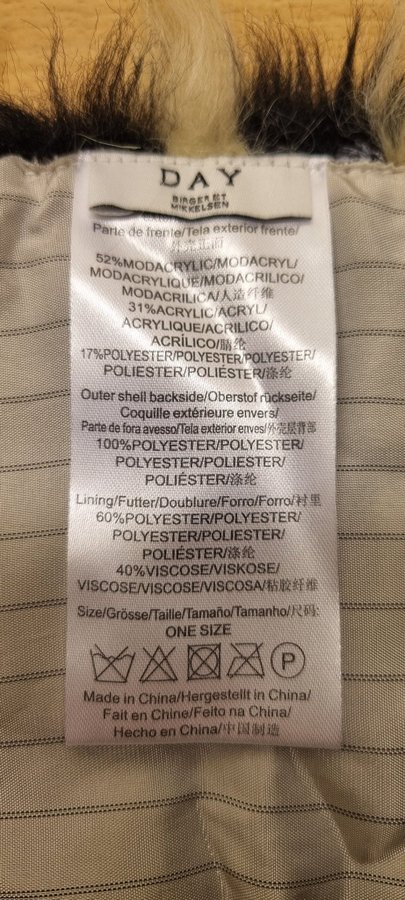 DAY
BIRGER ET
MIKKELSEN
Parte de frente/Tela exterior frente/
外壳正面
52%MODACRYLIC/MODACRYL/
MODACRYLIQUE/MODACRILICO/
MODACRILICA/人造纤维
31%ACRYLIC/ACRYL/
ACRYLIQUE/ACRILICO/
ACRÍLICO/腈纶
17%POLYESTER/POLYESTER/POLYESTER/
POLIESTER/POLIÉSTER/涤纶
Outer shell backside/Oberstof rückseite/
Coquille extérieure envers/
Parte de fora avesso/Tela exterior enves/外壳层背部
100%POLYESTER/POLYESTER/
POLYESTER/POLIESTER/
POLIÉSTER/涤纶
Lining/Futter/Doublure/Forro/Forro/衬里
60%POLYESTER/POLYESTER/
POLYESTER/POLIESTER/
POLIÉSTER/涤纶
40%VISCOSE/VISKOSE/
VISCOSE/VISCOSE/VISCOSA/粘胶纤维
Size/Grösse/Taille/Tamaño/Tamanho/尺码:
ONE SIZE
P
Made in China/Hergestellt in China/
Fait en Chine/Feito na China/
Hecho en China/中国制造